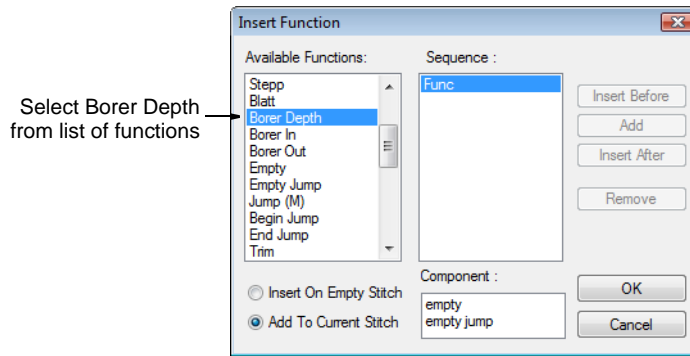 Select Borer Depth
from list of functions
Insert Function
Available Functions:
Stepp
Blatt
Borer Depth
Borer In
Borer Out
Empty
Empty Jump
Jump (M)
Begin Jump
End Jump
Trim
Insert On Empty Stitch
Add To Current Stitch
Sequence :
Func
Component :
empty
empty jump
Insert Before
Add
Insert After
Remove
OK
Cancel